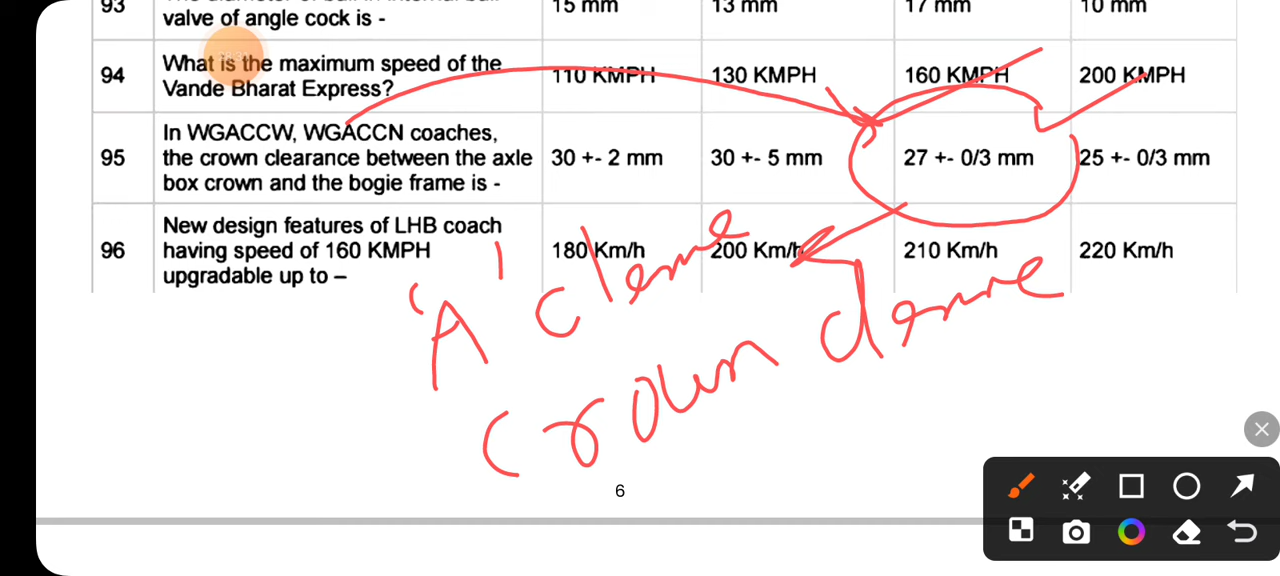 93 valve of angle cock is - 15 mm 13 mm 17 mm 10 mm
94 What is the maximum speed of the Vande Bharat Express? 110 KMPH 130 KMPH 160 KMPH 200 KMPH
95 In WGACCW, WGACCN coaches, the crown clearance between the axle box crown and the bogie frame is - 30 +- 2 mm 30 +- 5 mm 27 +- 0/3 mm 25 +- 0/3 mm
96 New design features of LHB coach having speed of 160 KMPH upgradable up to – 180 Km/h 200 Km/h 210 Km/h 220 Km/h
'A'
Crown
6